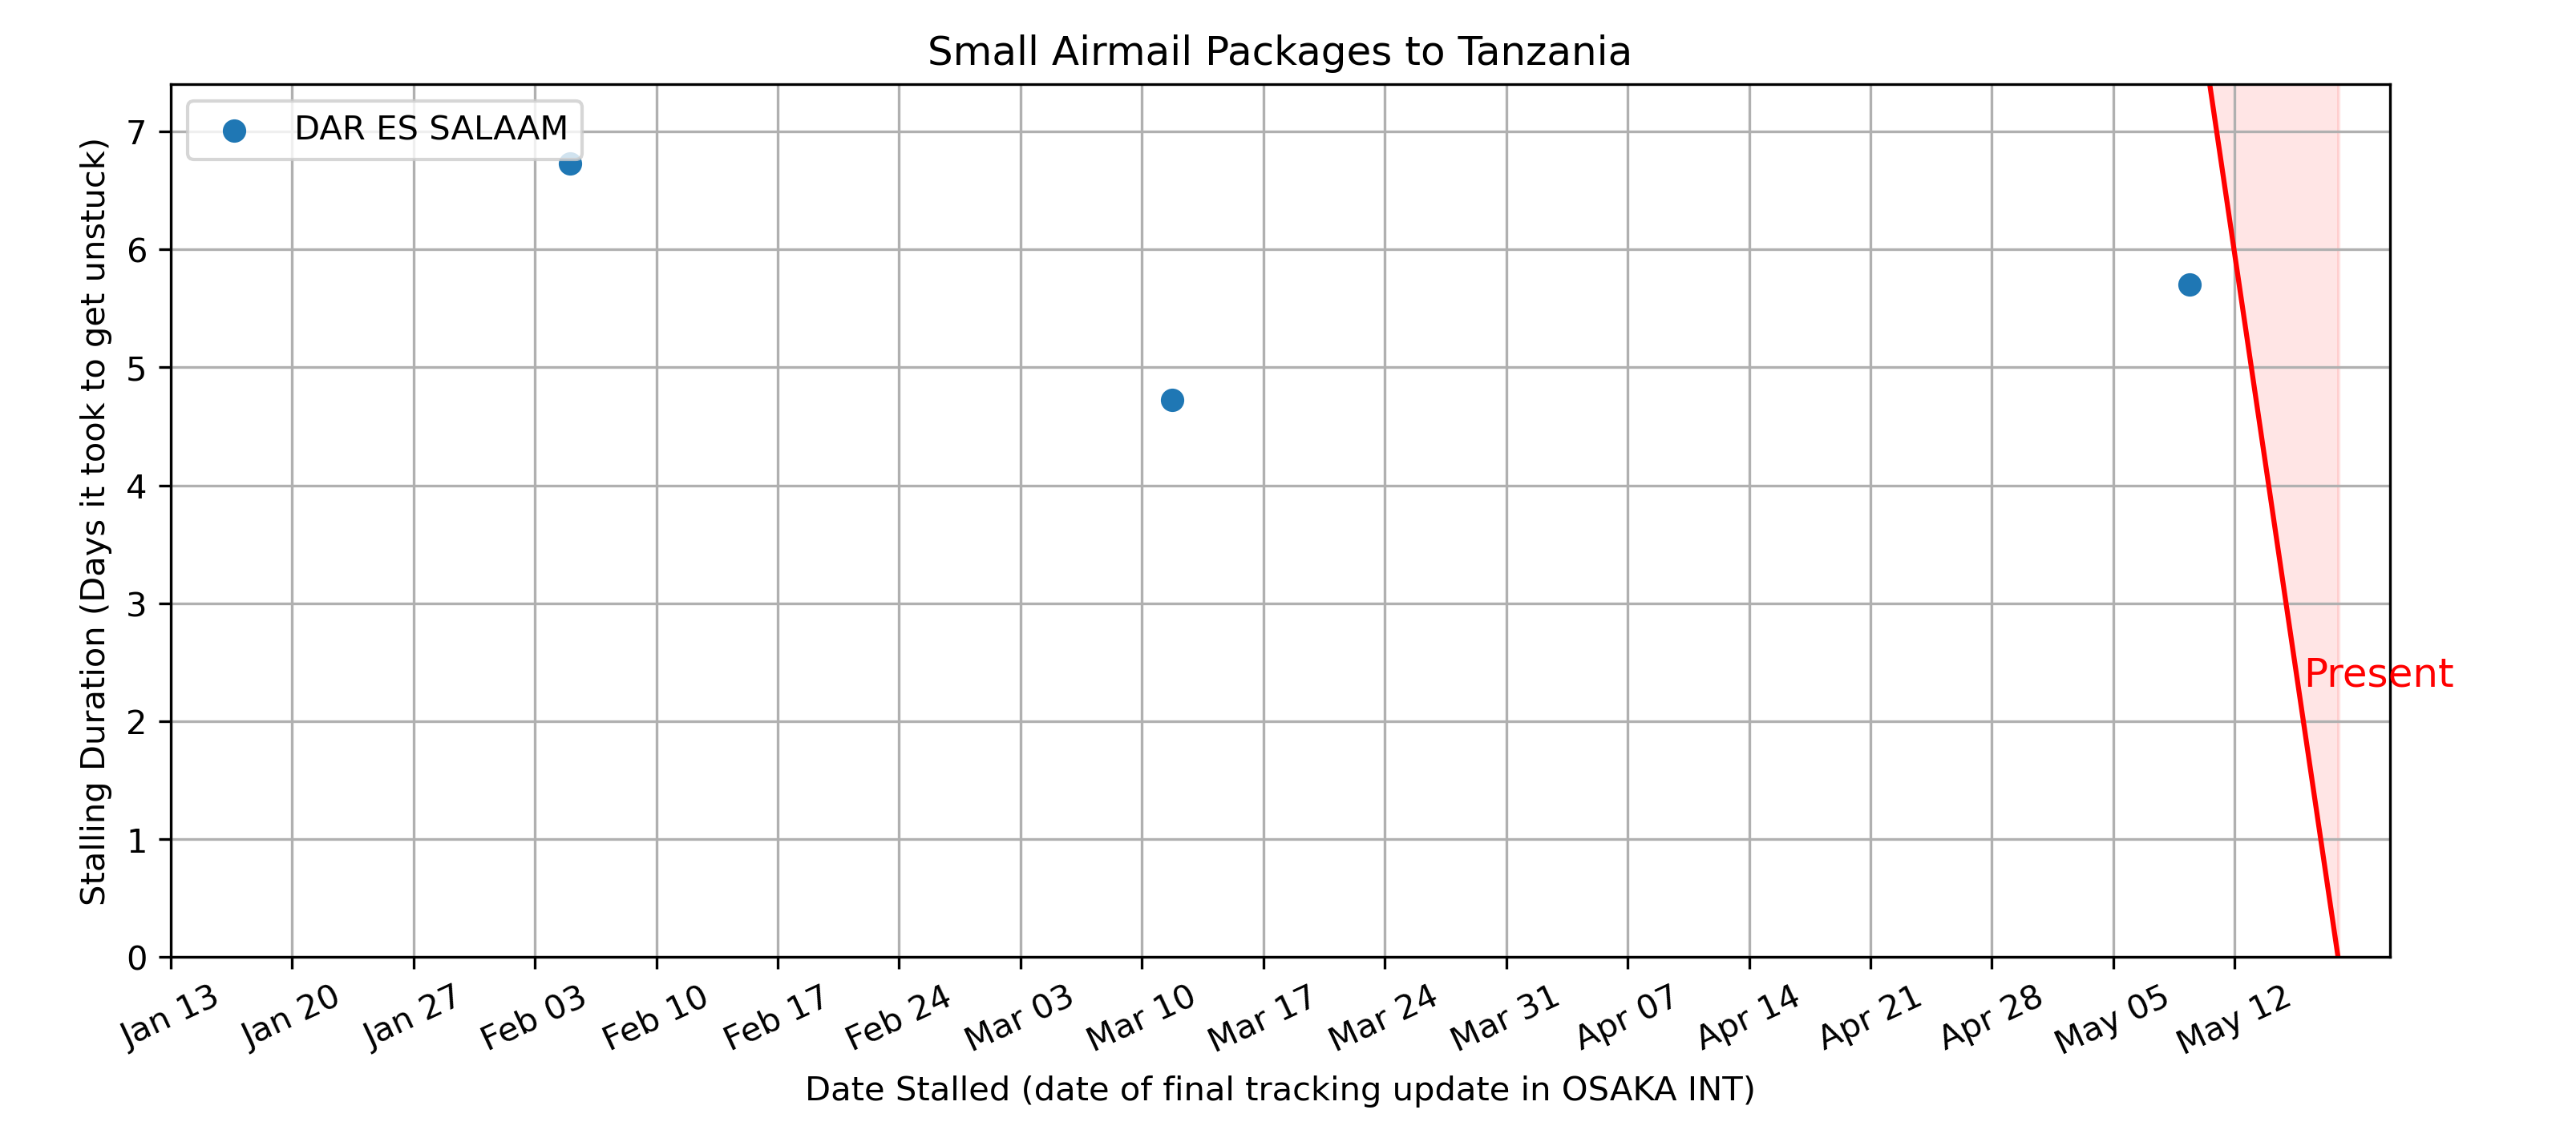 Small Airmail Packages to Tanzania
DAR ES SALAAM
Stalling Duration (Days it took to get unstuck)
7
6
5
4
3
2
1
0
Present
Jan 13
Jan 20
Jan 27
Feb 03
Feb 10
Feb 17
Feb 24
Mar 03
Mar 10
Mar 17
Mar 24
Mar 31
Apr 07
Apr 14
Apr 21
Apr 28
May 05
May 12
Date Stalled (date of final tracking update in OSAKA INT)